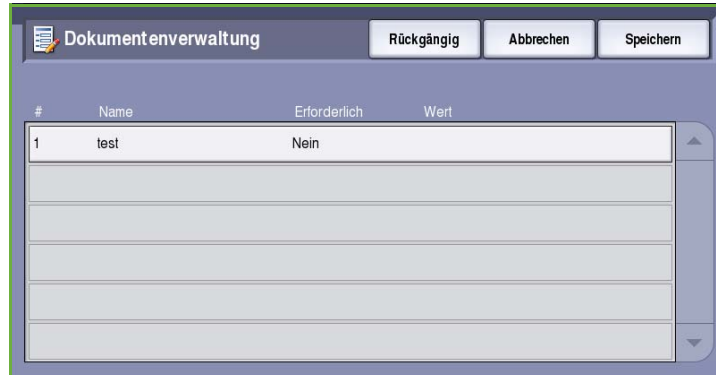 Dokumentenverwaltung Rückgängig Abbrechen Speichern
# Name Erforderlich Wert
1 test Nein